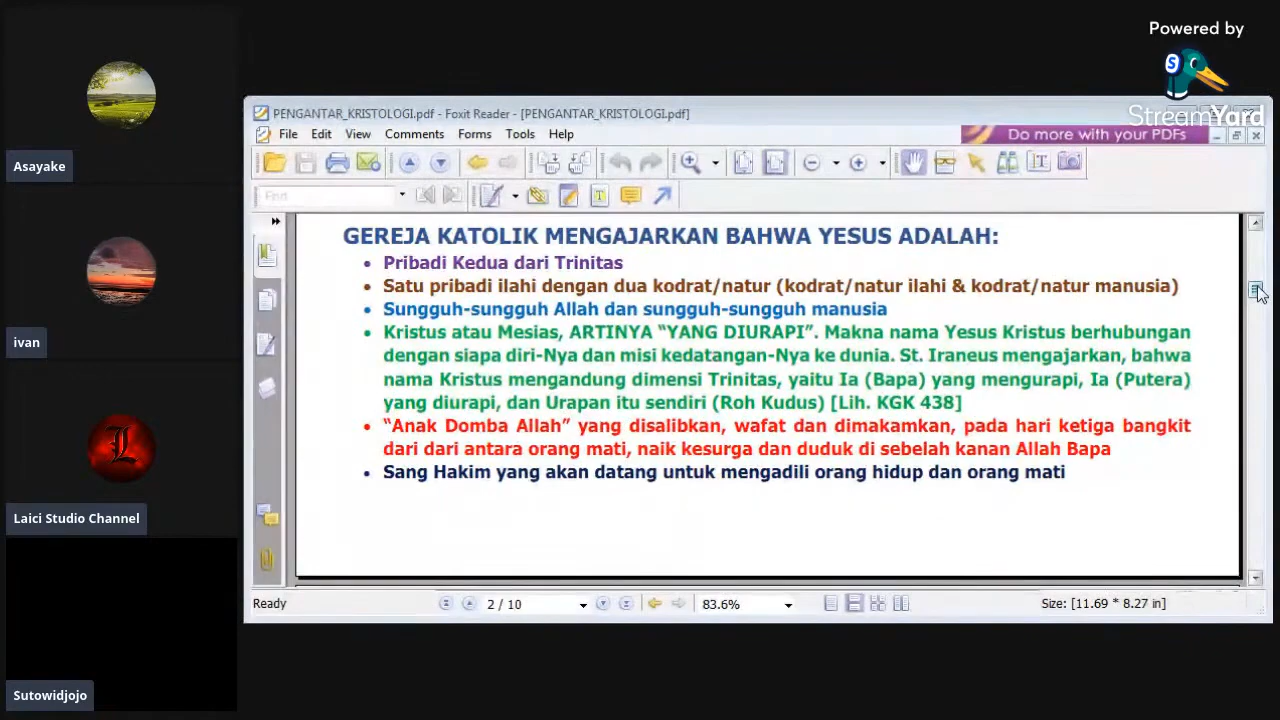 Powered by
StreamYard
Asayake
ivan
Laici Studio Channel
Sutowidjojo
PENGANTAR_KRISTOLOGI.pdf - Foxit Reader - [PENGANTAR_KRISTOLOGI.pdf]
File Edit View Comments Forms Tools Help
Do more with your PDFs
Find
GEREJA KATOLIK MENGAJARKAN BAHWA YESUS ADALAH:
• Pribadi Kedua dari Trinitas
• Satu pribadi ilahi dengan dua kodrat/natur (kodrat/natur ilahi & kodrat/natur manusia)
• Sungguh-sungguh Allah dan sungguh-sungguh manusia
• Kristus atau Mesias, ARTINYA “YANG DIURAPI”. Makna nama Yesus Kristus berhubungan
dengan siapa diri-Nya dan misi kedatangan-Nya ke dunia. St. Iraneus mengajarkan, bahwa
nama Kristus mengandung dimensi Trinitas, yaitu Ia (Bapa) yang mengurapi, Ia (Putera)
yang diurapi, dan Urapan itu sendiri (Roh Kudus) [Lih. KGK 438]
• “Anak Domba Allah” yang disalibkan, wafat dan dimakamkan, pada hari ketiga bangkit
dari dari antara orang mati, naik kesurga dan duduk di sebelah kanan Allah Bapa
• Sang Hakim yang akan datang untuk mengadili orang hidup dan orang mati
Ready
2 / 10
83.6%
Size: [11.69 * 8.27 in]